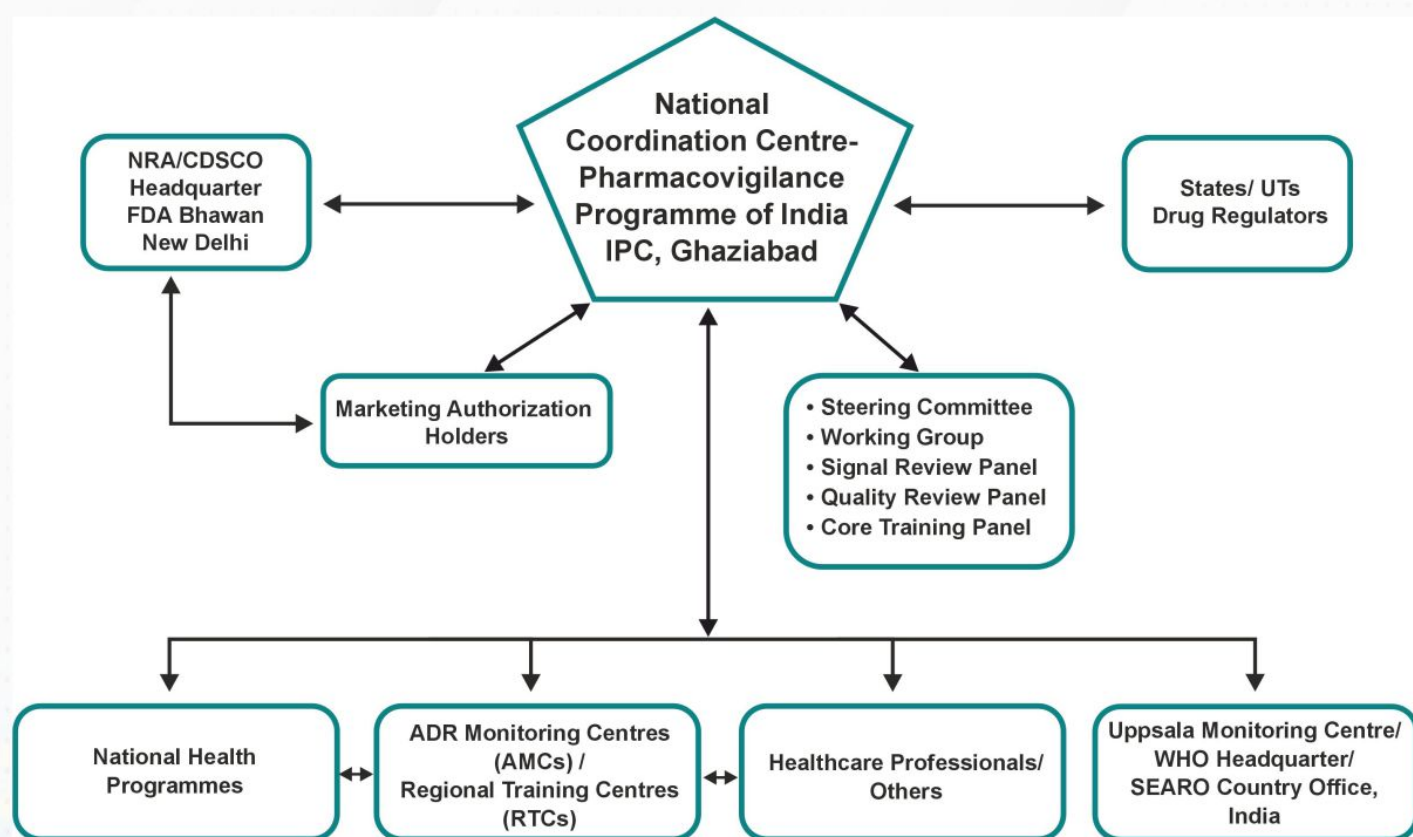 National
Coordination Centre-
Pharmacovigilance
Programme of India
IPC, Ghaziabad
NRA/CDSCO
Headquarter
FDA Bhawan
New Delhi
States/ UTs
Drug Regulators
Marketing Authorization
Holders
• Steering Committee
• Working Group
• Signal Review Panel
• Quality Review Panel
• Core Training Panel
National Health
Programmes
ADR Monitoring Centres
(AMCs) /
Regional Training Centres
(RTCs)
Healthcare Professionals/
Others
Uppsala Monitoring Centre/
WHO Headquarter/
SEARO Country Office,
India